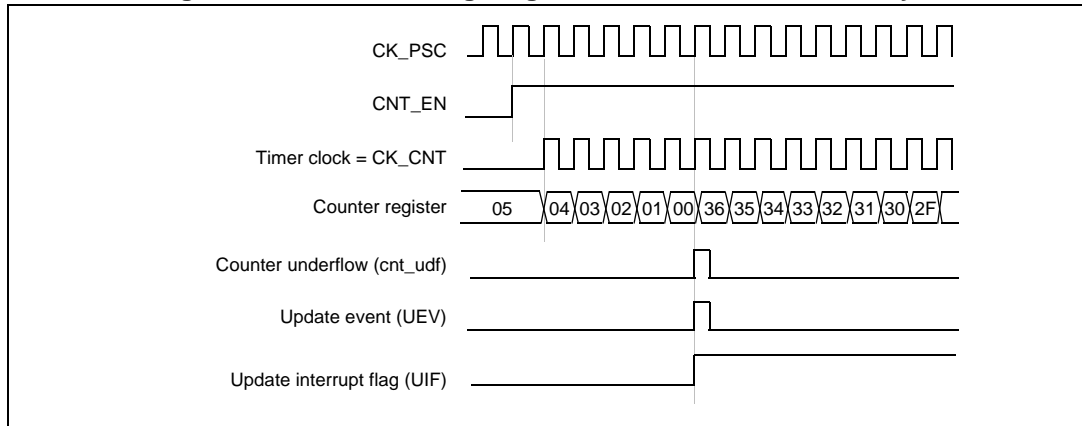 CK_PSC
CNT_EN
Timer clock = CK_CNT
Counter register 05 04 03 02 01 00 36 35 34 33 32 31 30 2F
Counter underflow (cnt_udf)
Update event (UEV)
Update interrupt flag (UIF)